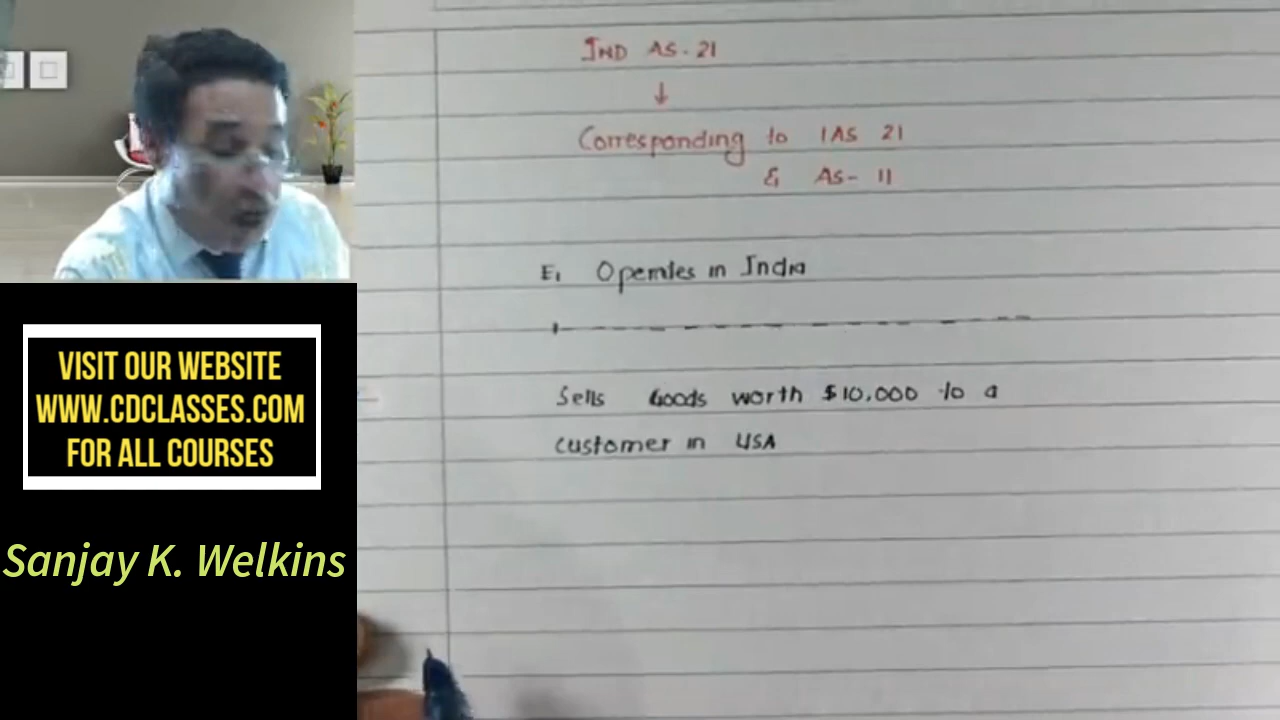 IND AS-21
↓
Corresponding to IAS 21
& AS-11
E1 Operates in India
Sells Goods worth $10,000 to a
customer in USA
VISIT OUR WEBSITE
WWW.CDCLASSES.COM
FOR ALL COURSES
Sanjay K. Welkins